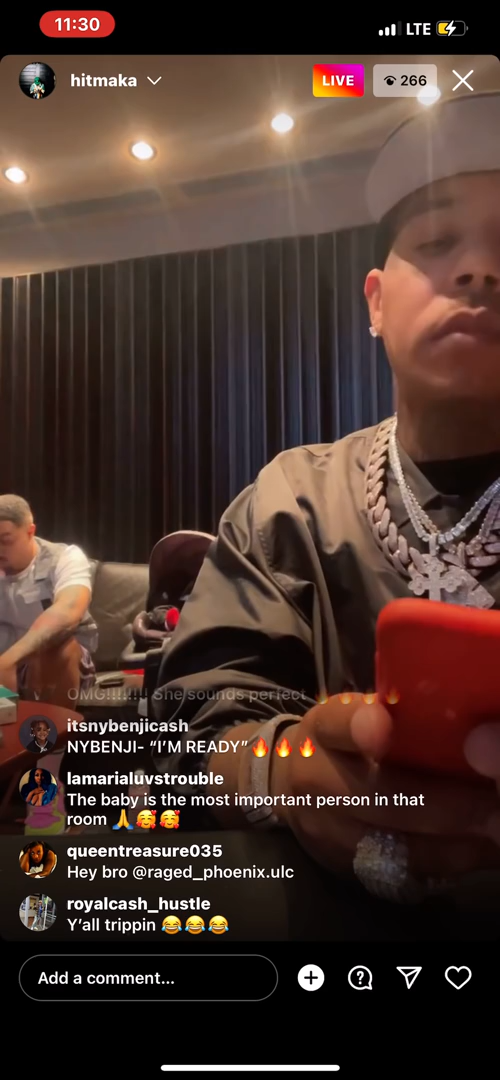 11:30
LTE
hitmaka
LIVE
266
OMG!!!!!!!! She sounds perfect 🔥🔥🔥🔥
itsnybenjicash
NYBENJI- “I’M READY”🔥🔥🔥
lamarialuvstrouble
The baby is the most important person in that
room 🙏🥰🥰
queentreasure035
Hey bro @raged_phoenix.ulc
royalcash_hustle
Y’all trippin 😂😂😂
Add a comment...